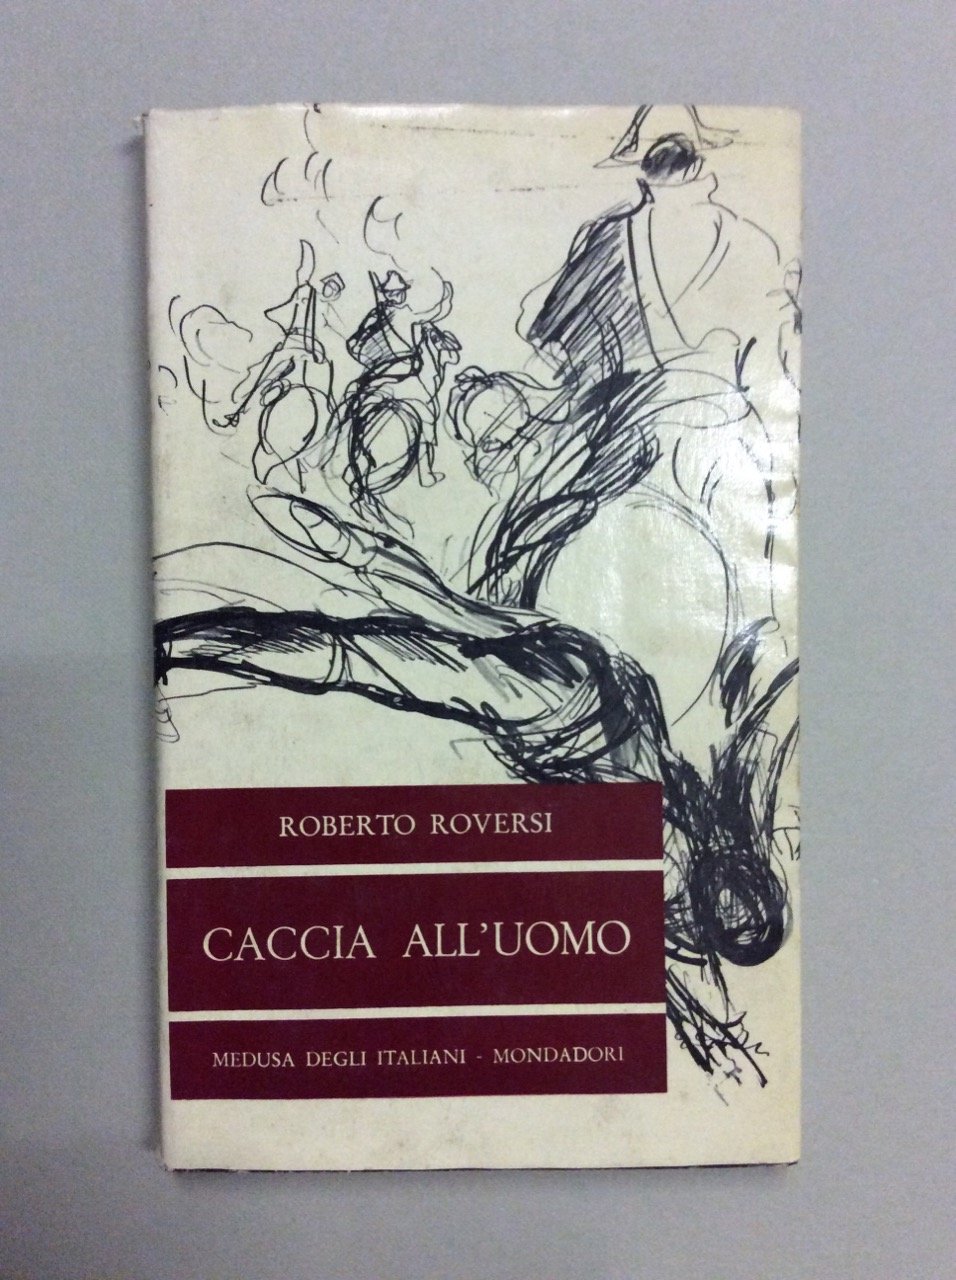 ROBERTO ROVERSI
CACCIA ALL'UOMO
MEDUSA DEGLI ITALIANI - MONDADORI